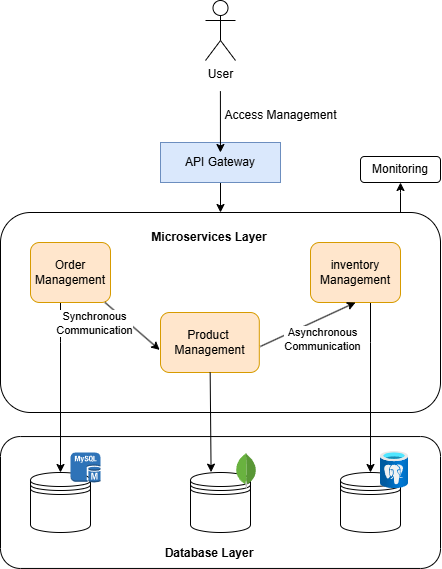 User
Access Management
API Gateway
Monitoring
Microservices Layer
Order
Management
inventory
Management
Synchronous
Communication
Product
Management
Asynchronous
Communication
MySQL
M
Database Layer